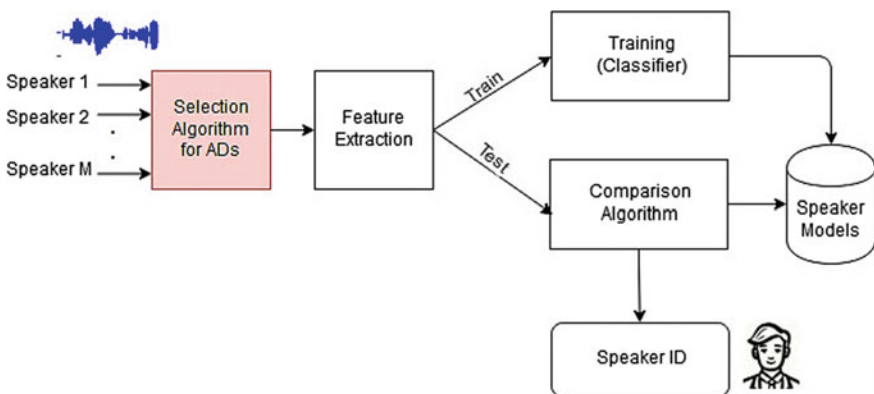 Speaker 1
Speaker 2
.
.
Speaker M
Selection
Algorithm
for ADs
Feature
Extraction
Train
Test
Training
(Classifier)
Comparison
Algorithm
Speaker
Models
Speaker ID